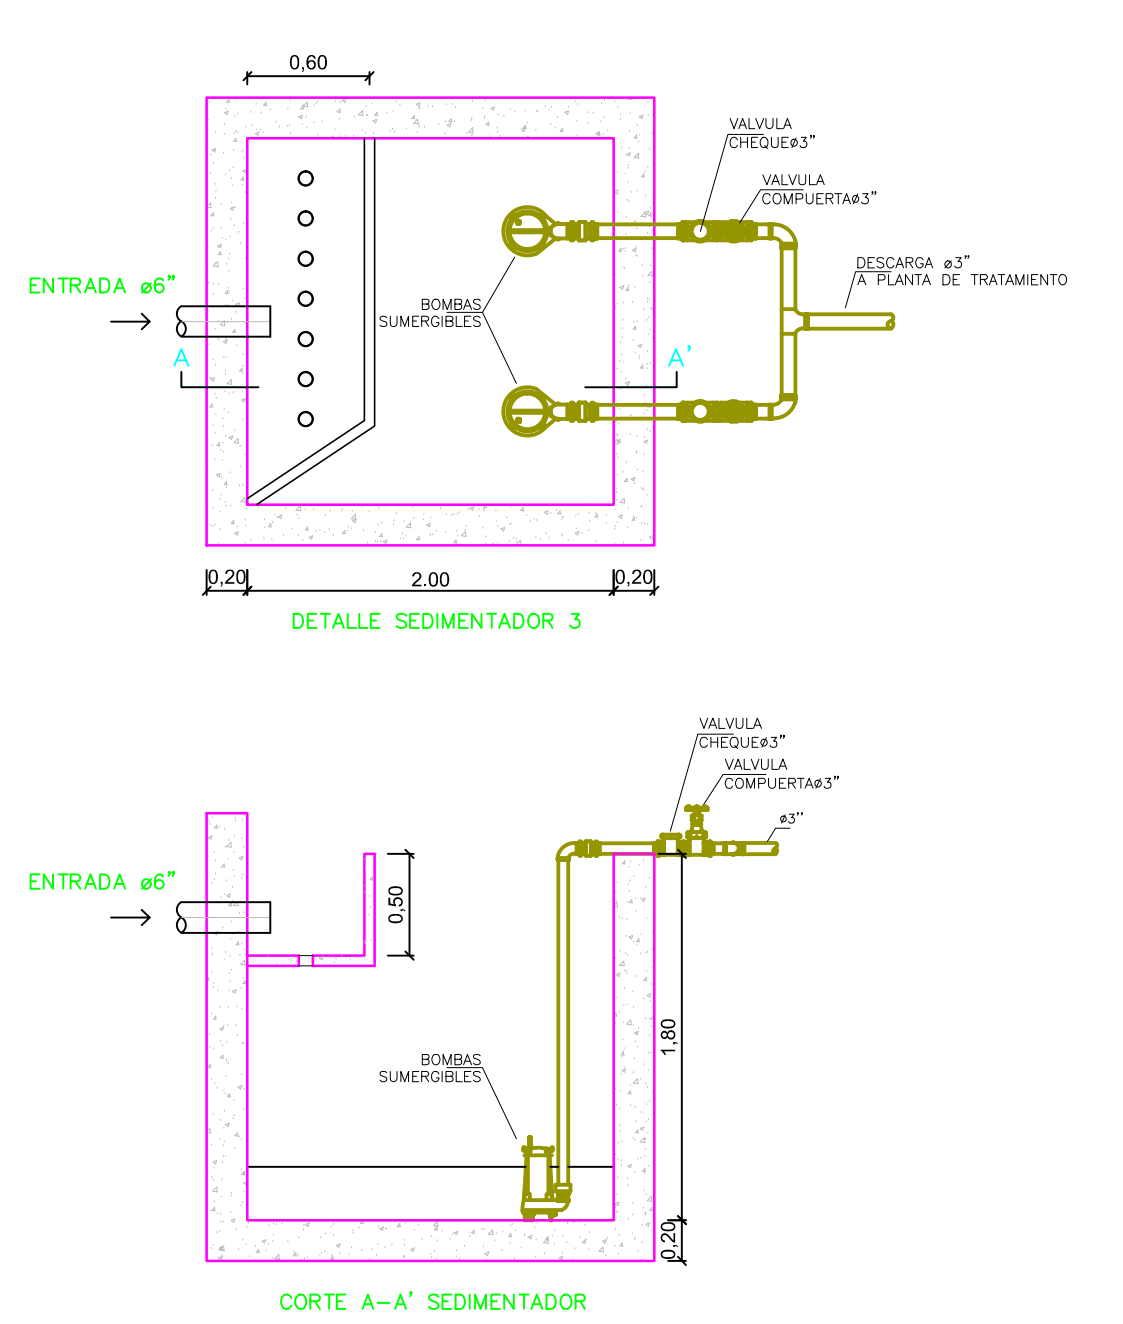 0,60
VALVULA
CHEQUEø3"
VALVULA
COMPUERTAø3"
DESCARGA ø3"
A PLANTA DE TRATAMIENTO
ENTRADA ø6"
BOMBAS
SUMERGIBLES
A
A'
0,20
2.00
0,20
DETALLE SEDIMENTADOR 3
VALVULA
CHEQUEø3"
VALVULA
COMPUERTAø3"
ø3''
ENTRADA ø6"
0,50
1,80
BOMBAS
SUMERGIBLES
0,20
CORTE A-A' SEDIMENTADOR